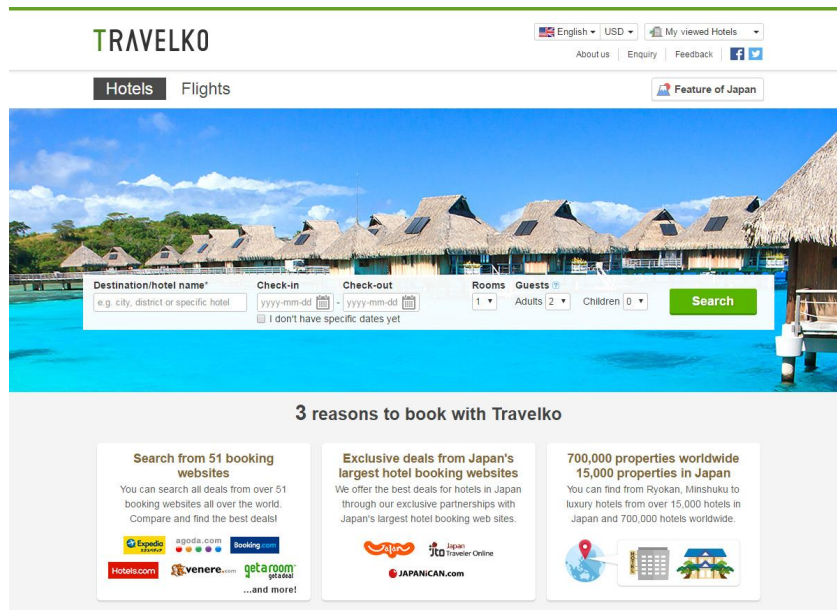 TRAVELKO
English USD My viewed Hotels
About us Enquiry Feedback
Hotels Flights Feature of Japan
Destination/hotel name* Check-in Check-out Rooms Guests
e.g. city, district or specific hotel yyyy-mm-dd - yyyy-mm-dd 1 Adults 2 Children 0 Search
I don't have specific dates yet
3 reasons to book with Travelko
Search from 51 booking
websites
You can search all deals from over 51
booking websites all over the world.
Compare and find the best deals!
Expedia agoda.com Booking.com
Hotels.com venere.com getaroom
getadeal
...and more!
Exclusive deals from Japan's
largest hotel booking websites
We offer the best deals for hotels in Japan
through our exclusive partnerships with
Japan's largest hotel booking web sites.
Jalan jtb Japan
Traveler Online
JAPANiCAN.com
700,000 properties worldwide
15,000 properties in Japan
You can find from Ryokan, Minshuku to
luxury hotels from over 15,000 hotels in
Japan and 700,000 hotels worldwide.